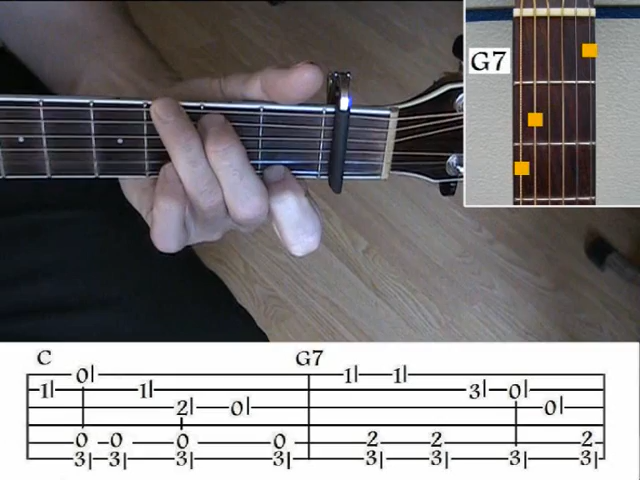 G7
C G7
0| 1| 1|
1| 1| 3| 0|
2| 0| 0|
0 0 0 0 2 2 2
3| 3| 3| 3| 3| 3| 3| 3|